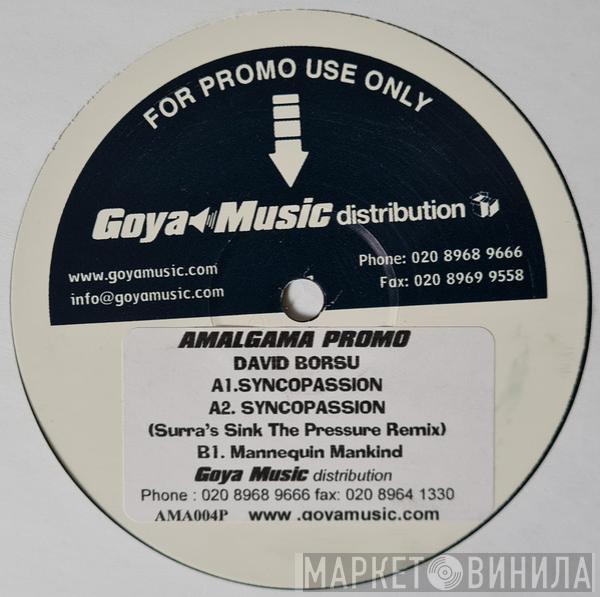 FOR PROMO USE ONLY
Goya Music distribution
www.goyamusic.com
info@goyamusic.com
Phone: 020 8968 9666
Fax: 020 8969 9558
AMALGAMA PROMO
DAVID BORSU
A1.SYNCOPASSION
A2. SYNCOPASSION
(Surra's Sink The Pressure Remix)
B1. Mannequin Mankind
Goya Music distribution
Phone : 020 8968 9666 fax: 020 8964 1330
AMA004P www .goyamusic.com
МАРКЕТ ВИНИЛА